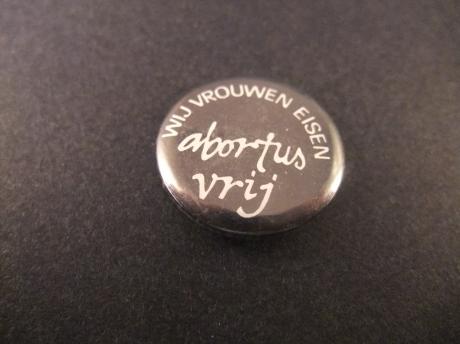 WIJ VROUWEN EISEN
abortus
vrij